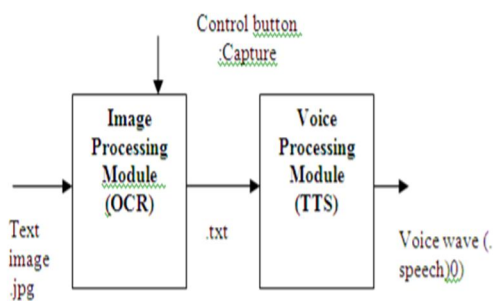 Control button
:Capture
Image
Processing
Module
(OCR)
Voice
Processing
Module
(TTS)
Text
image
.jpg
.txt
Voice wave (.
speech)0)